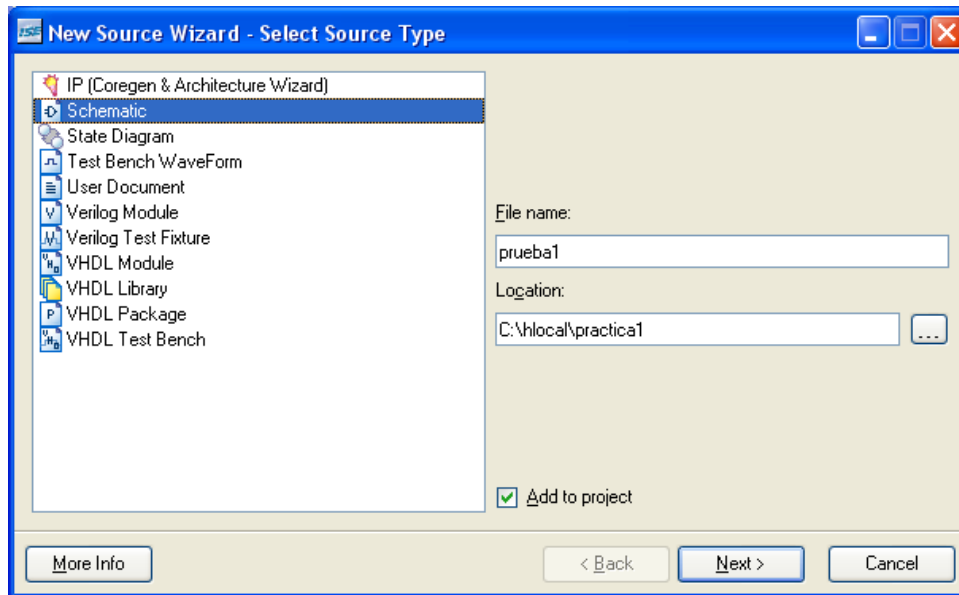 ISE New Source Wizard - Select Source Type
IP (Coregen & Architecture Wizard)
Schematic
State Diagram
Test Bench WaveForm
User Document
Verilog Module
Verilog Test Fixture
VHDL Module
VHDL Library
VHDL Package
VHDL Test Bench
File name:
prueba1
Location:
C:\hlocal\practica1
...
Add to project
More Info
< Back
Next >
Cancel